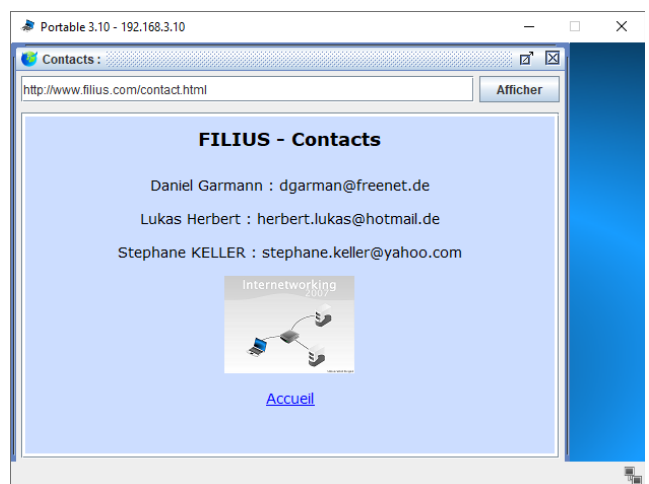 Portable 3.10 - 192.168.3.10
Contacts :
http://www.filius.com/contact.html
Afficher
FILIUS - Contacts
Daniel Garmann : dgarman@freenet.de
Lukas Herbert : herbert.lukas@hotmail.de
Stephane KELLER : stephane.keller@yahoo.com
Internetworking
2007
Accueil